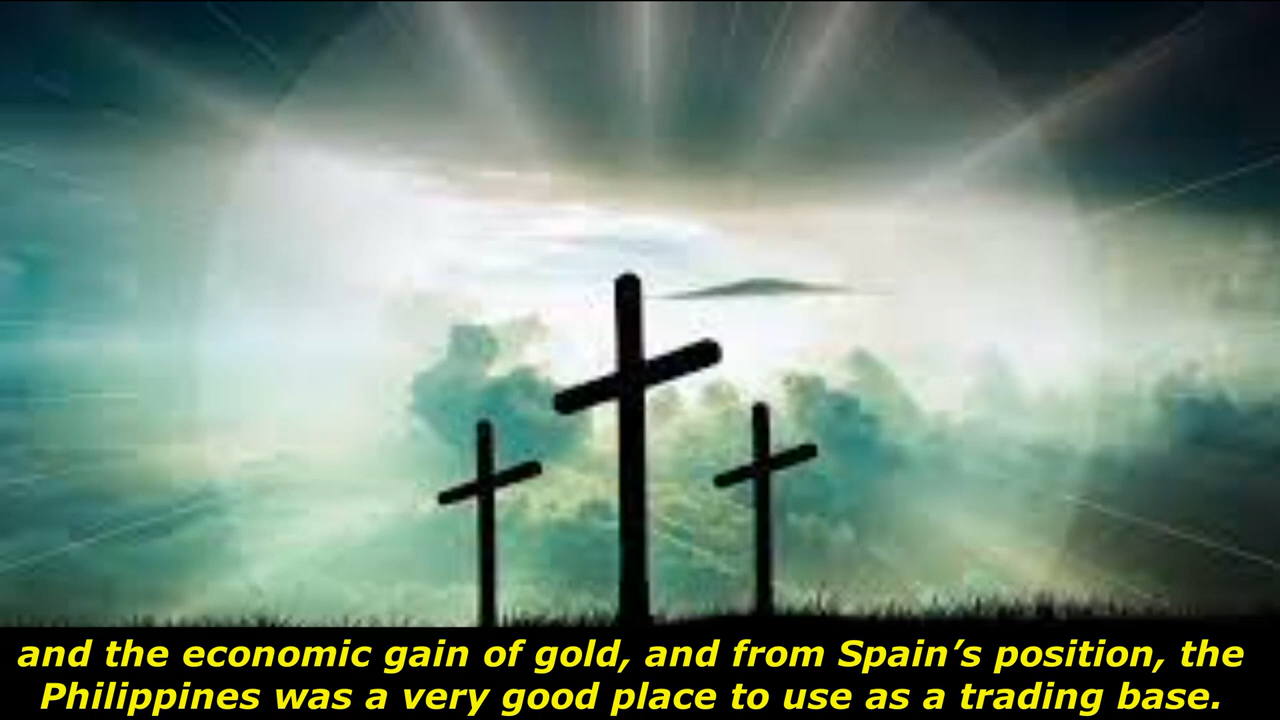 and the economic gain of gold, and from Spain’s position, the
Philippines was a very good place to use as a trading base.